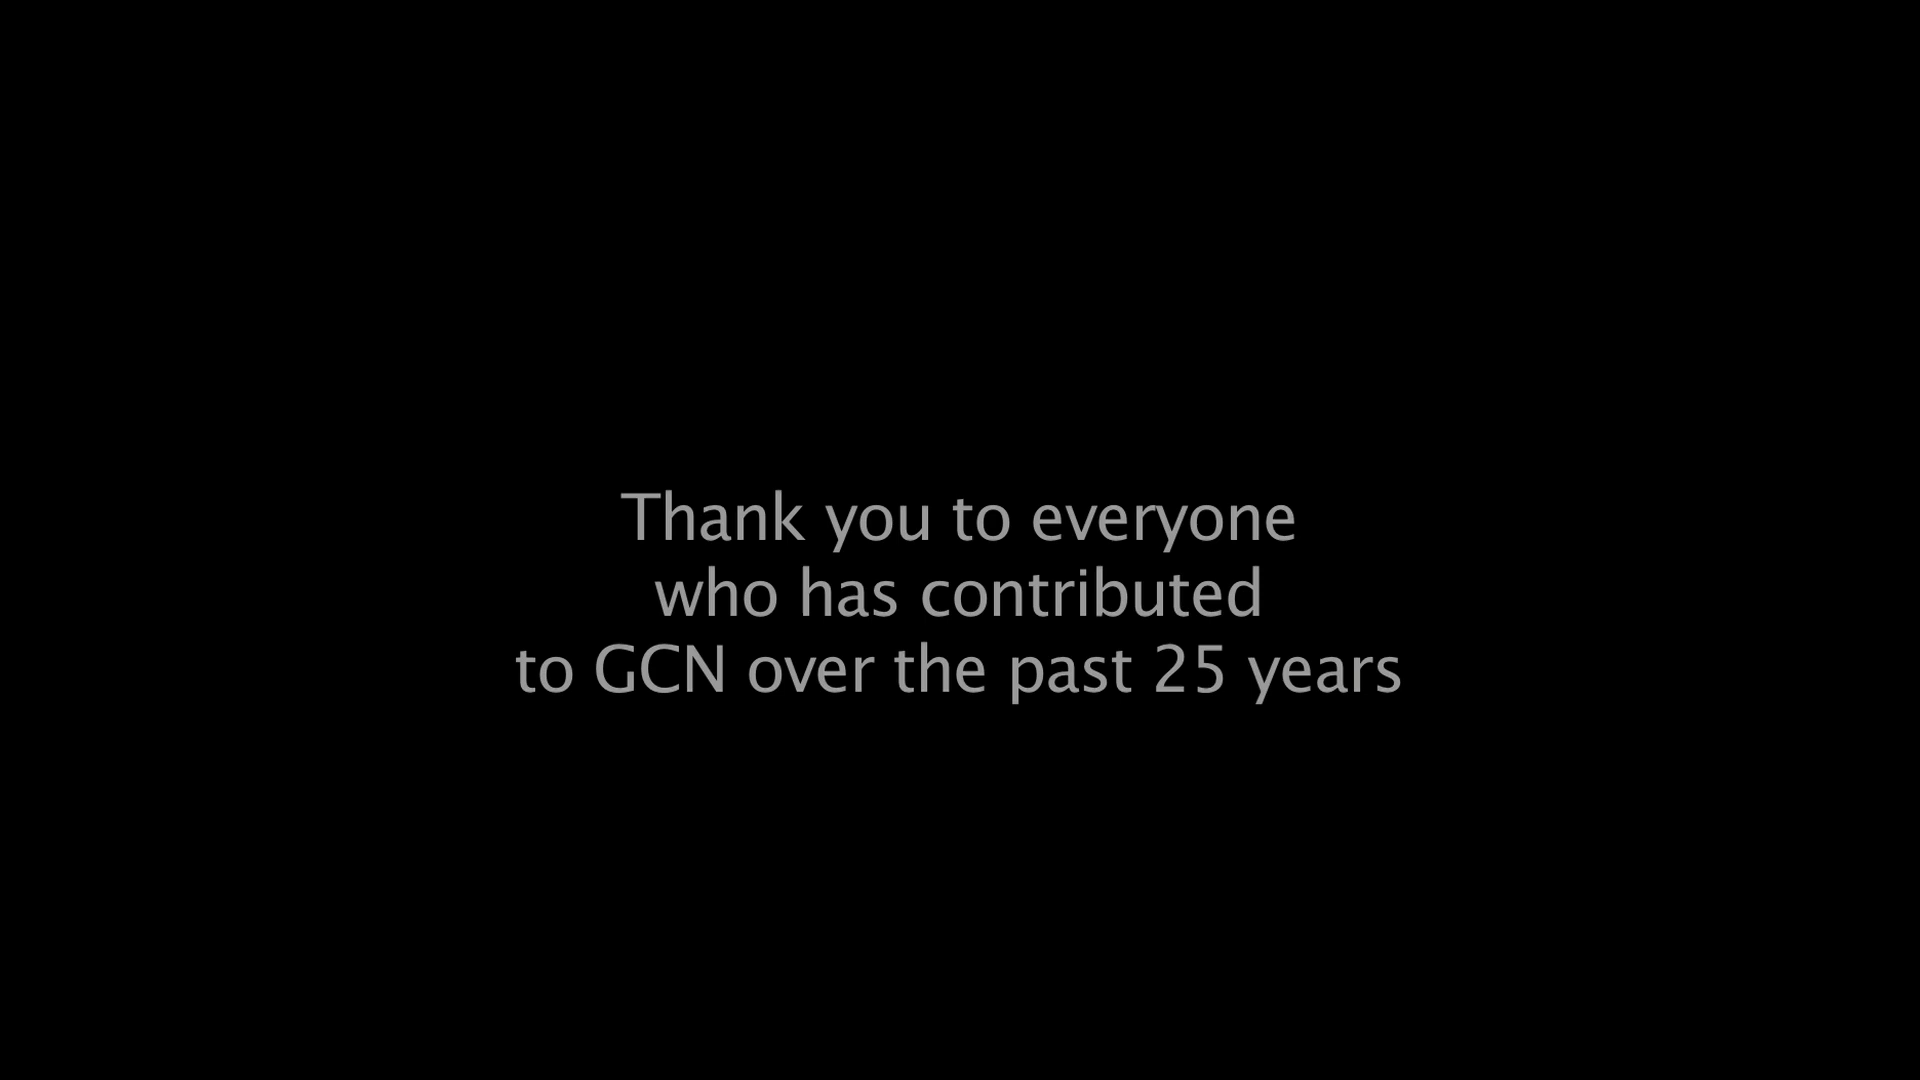 Thank you to everyone
who has contributed
to GCN over the past 25 years